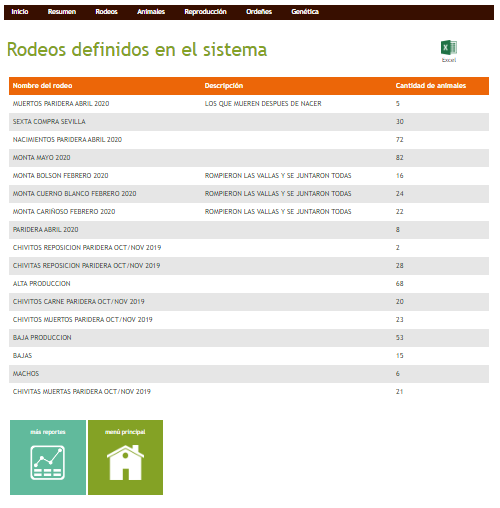 Inicio Resumen Rodeos Animales Reproducción Ordeñes Genética
Rodeos definidos en el sistema
Excel
Nombre del rodeo Descripción Cantidad de animales
MUERTOS PARIDERA ABRIL 2020 LOS QUE MUEREN DESPUES DE NACER 5
SEXTA COMPRA SEVILLA 30
NACIMIENTOS PARIDERA ABRIL 2020 72
MONTA MAYO 2020 82
MONTA BOLSON FEBRERO 2020 ROMPIERON LAS VALLAS Y SE JUNTARON TODAS 16
MONTA CUERNO BLANCO FEBRERO 2020 ROMPIERON LAS VALLAS Y SE JUNTARON TODAS 24
MONTA CARIÑOSO FEBRERO 2020 ROMPIERON LAS VALLAS Y SE JUNTARON TODAS 22
PARIDERA ABRIL 2020 8
CHIVITOS REPOSICION PARIDERA OCT/NOV 2019 2
CHIVITAS REPOSICION PARIDERA OCT/NOV 2019 28
ALTA PRODUCCION 68
CHIVITOS CARNE PARIDERA OCT/NOV 2019 20
CHIVITOS MUERTOS PARIDERA OCT/NOV 2019 23
BAJA PRODUCCION 53
BAJAS 15
MACHOS 6
CHIVITAS MUERTAS PARIDERA OCT/NOV 2019 21
más reportes menú principal